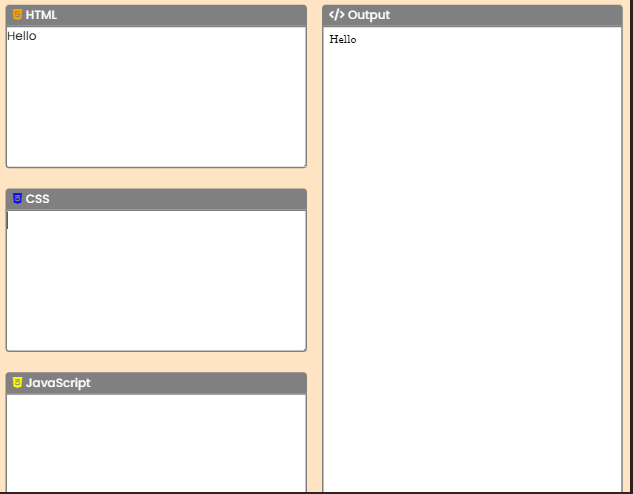 HTML
Hello
CSS
JavaScript
</> Output
Hello